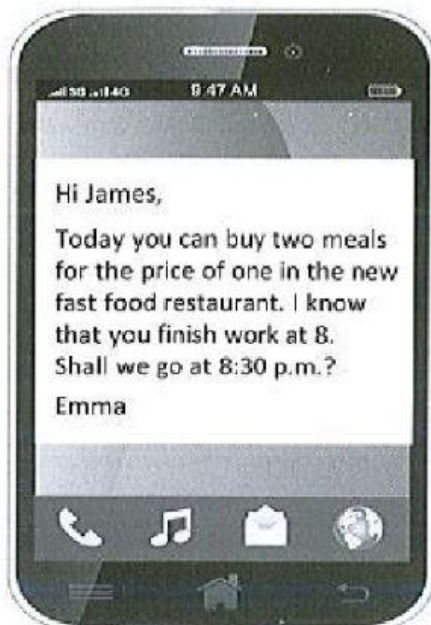 9:47 AM
Hi James,
Today you can buy two meals
for the price of one in the new
fast food restaurant. I know
that you finish work at 8.
Shall we go at 8:30 p.m.?
Emma